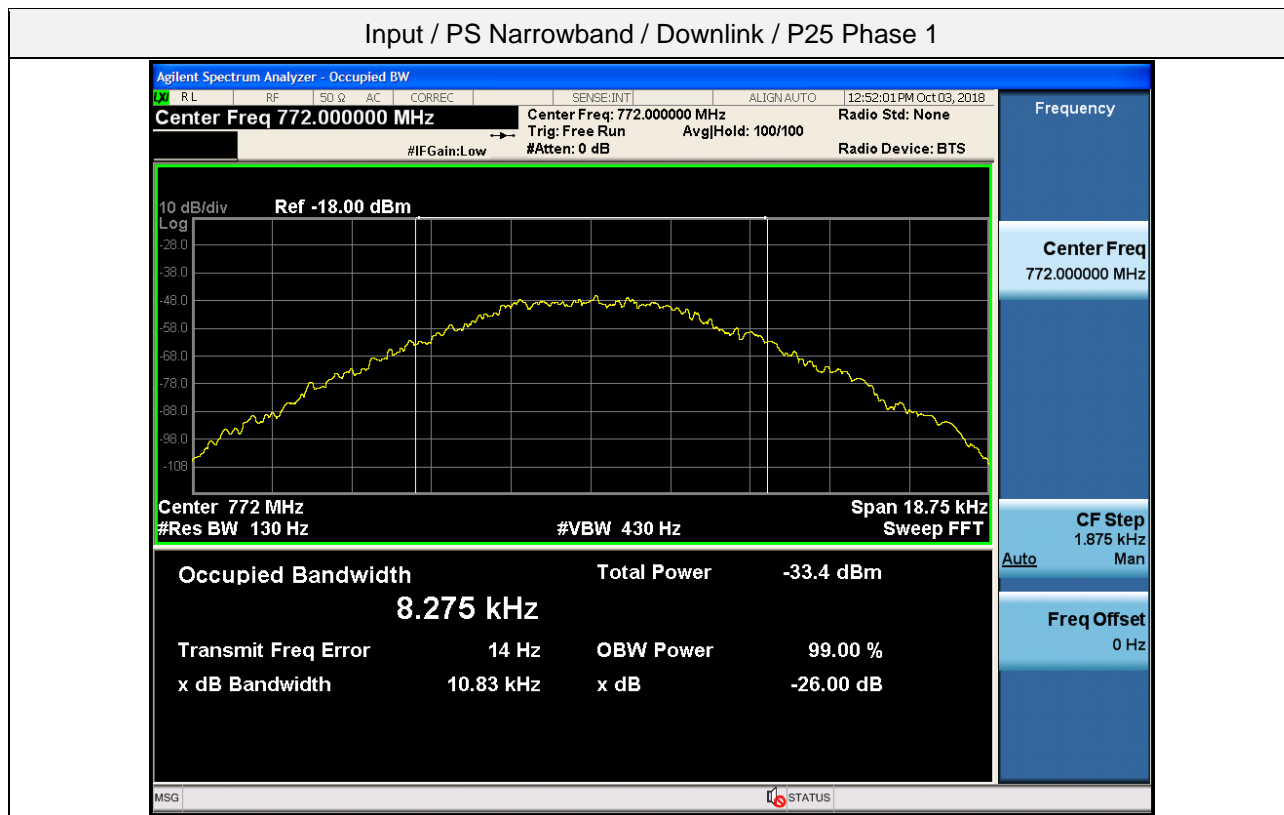 Input / PS Narrowband / Downlink / P25 Phase 1
Agilent Spectrum Analyzer - Occupied BW
LXI RL RF 50 Ω AC CORREC SENSE:INT ALIGN AUTO 12:52:01 PM Oct 03, 2018
Center Freq 772.000000 MHz
Center Freq: 772.000000 MHz
Radio Std: None
Trig: Free Run Avg|Hold: 100/100
#IFGain:Low
#Atten: 0 dB
Radio Device: BTS
10 dB/div Ref -18.00 dBm
Log
-28.0
-38.0
-48.0
-58.0
-68.0
-78.0
-88.0
-98.0
-108
Center 772 MHz Span 18.75 kHz
#Res BW 130 Hz #VBW 430 Hz Sweep FFT
Occupied Bandwidth Total Power -33.4 dBm
8.275 kHz
Transmit Freq Error 14 Hz OBW Power 99.00 %
x dB Bandwidth 10.83 kHz x dB -26.00 dB
Frequency
Center Freq
772.000000 MHz
CF Step
1.875 kHz
Auto Man
Freq Offset
0 Hz
MSG STATUS